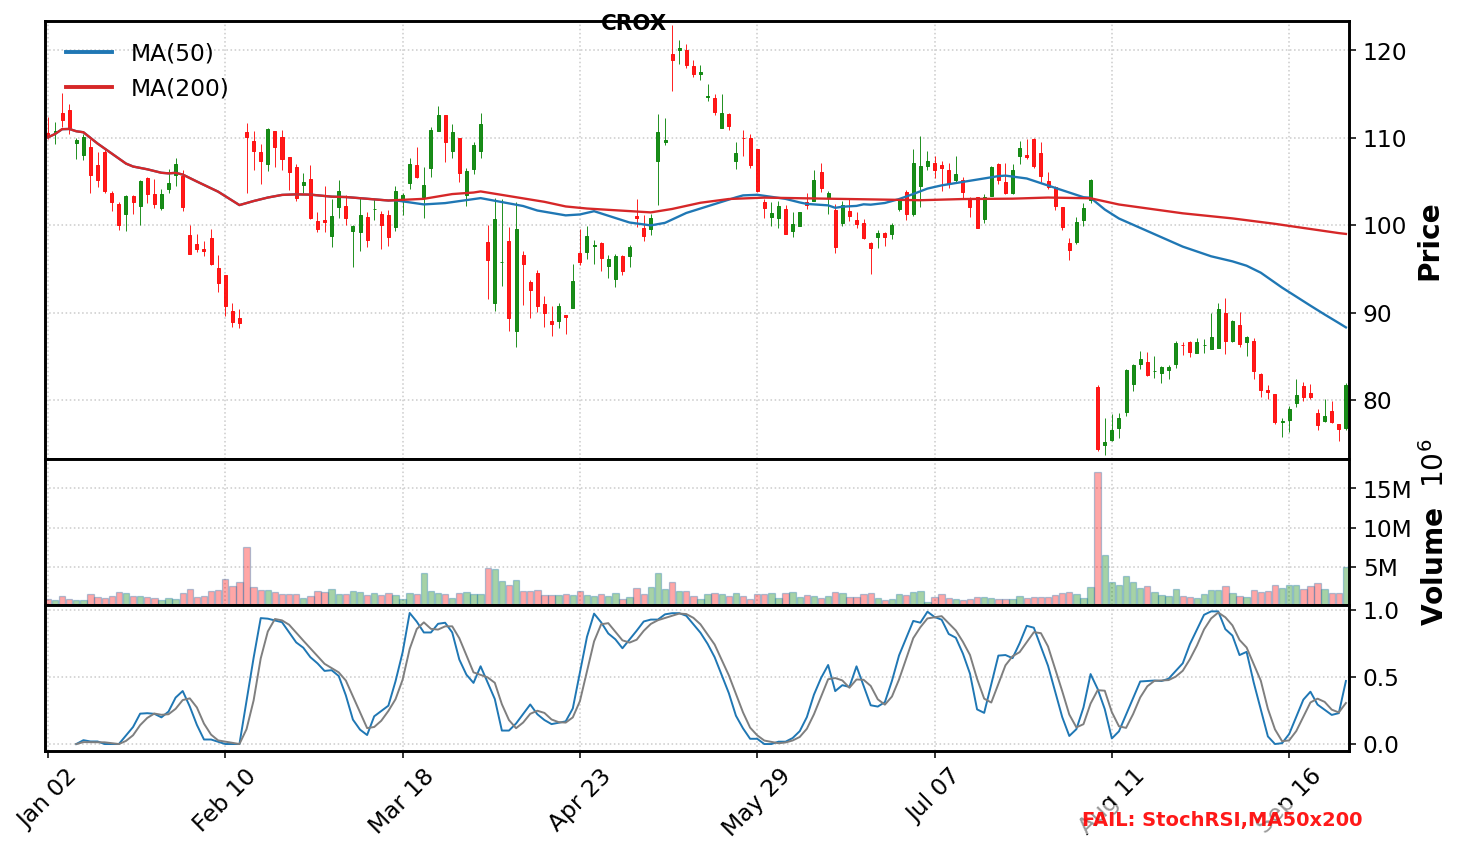 CROX
MA(50)
MA(200)
120
110
100
90
80
Price
15M
10M
5M
Volume 10^6
1.0
0.5
0.0
Jan 02
Feb 10
Mar 18
Apr 23
May 29
Jul 07
Aug 11
Sep 16
FAIL: StochRSI,MA50x200